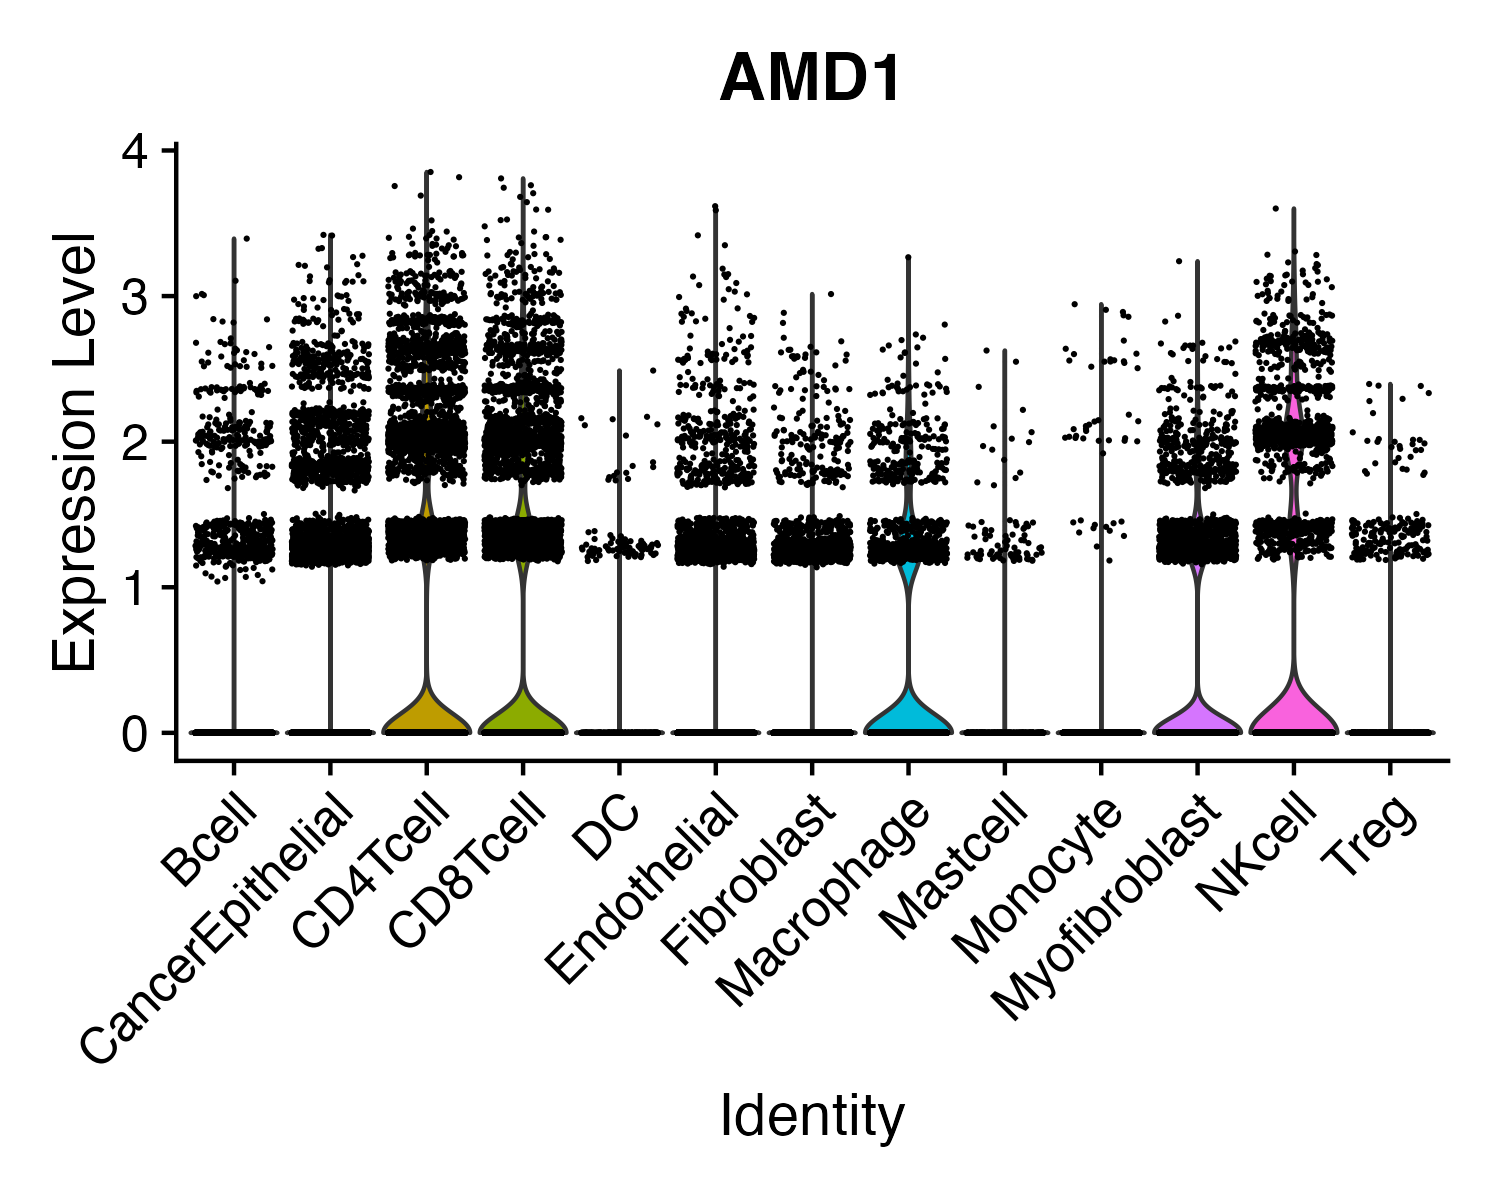 AMD1
Expression Level
4
3
2
1
0
Bcell
CancerEpithelial
CD4Tcell
CD8Tcell
DC
Endothelial
Fibroblast
Macrophage
Mastcell
Monocyte
Myofibroblast
NKcell
Treg
Identity